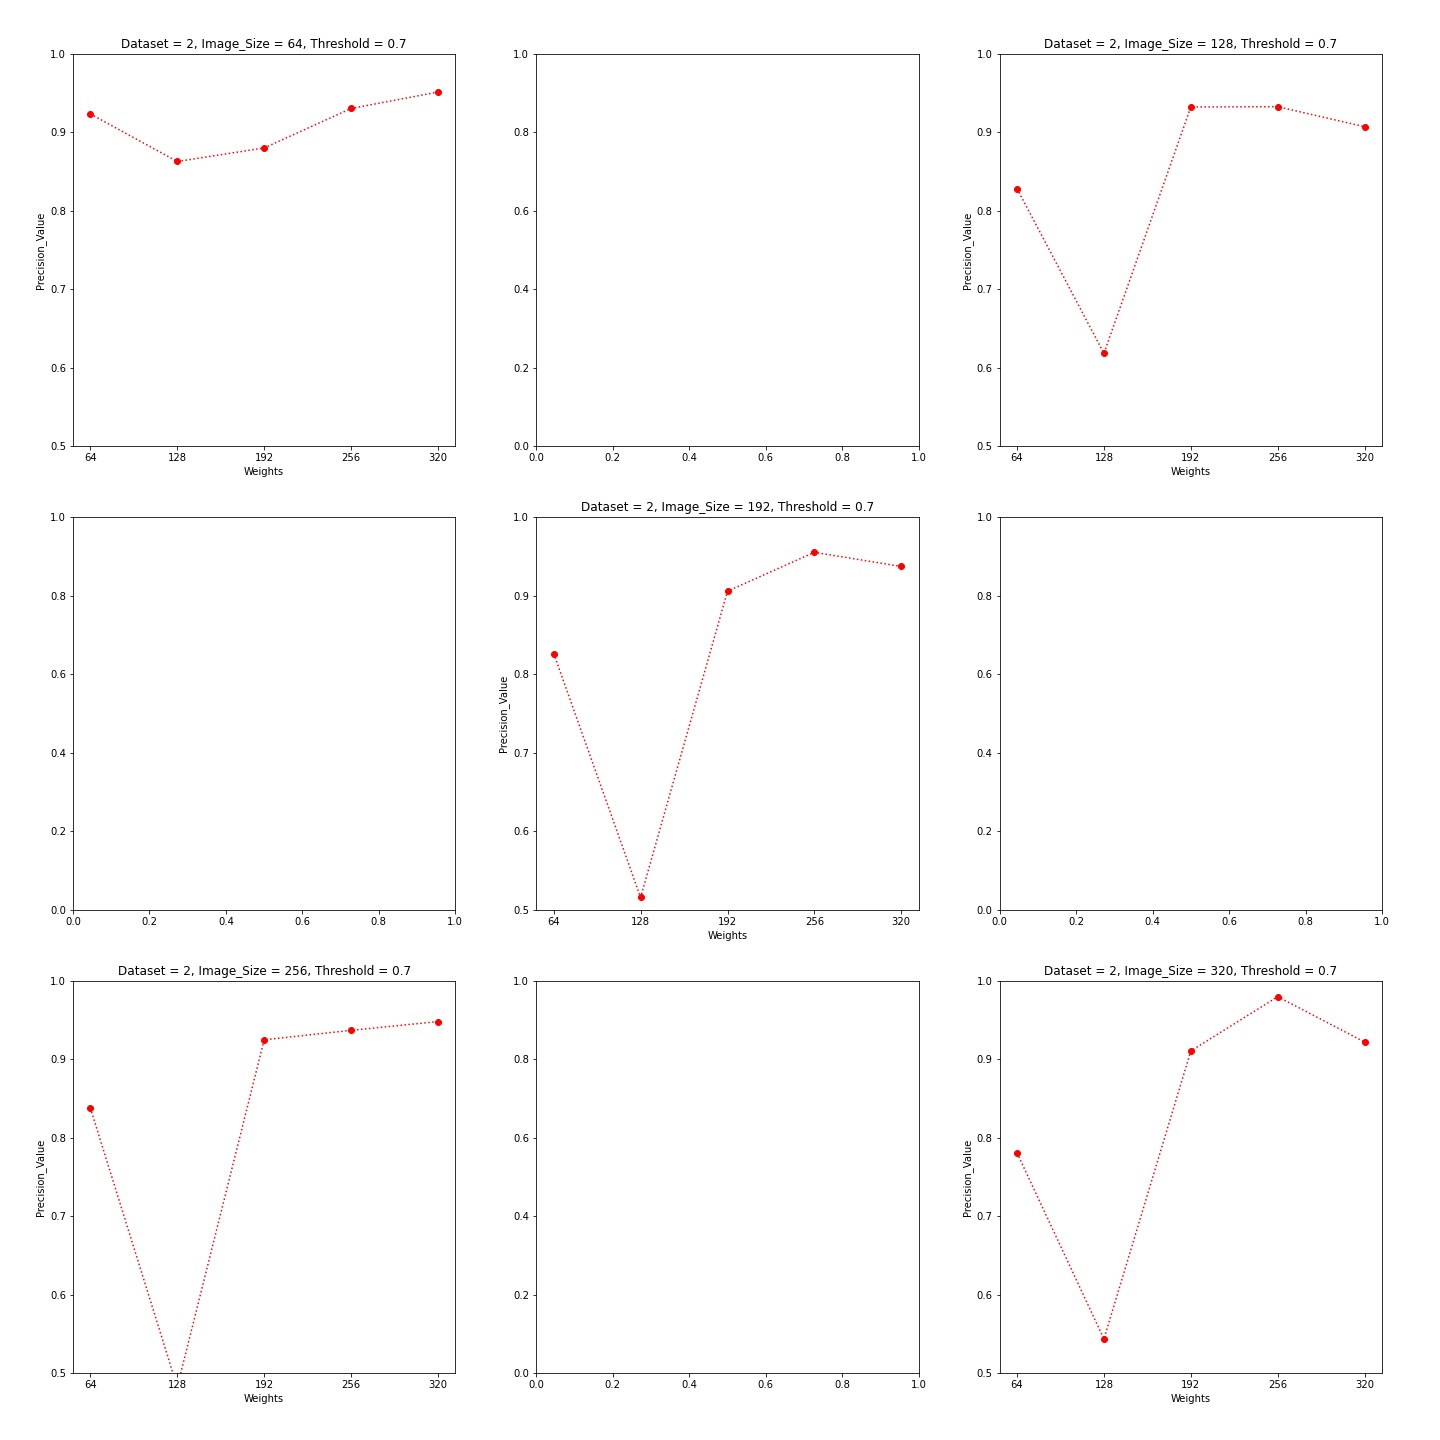 Dataset = 2, Image_Size = 64, Threshold = 0.7
1.0
0.9
0.8
0.7
0.6
0.5
Precision_Value
64 128 192 256 320
Weights
1.0
0.8
0.6
0.4
0.2
0.0
0.0 0.2 0.4 0.6 0.8 1.0
Dataset = 2, Image_Size = 128, Threshold = 0.7
1.0
0.9
0.8
0.7
0.6
0.5
Precision_Value
64 128 192 256 320
Weights
1.0
0.8
0.6
0.4
0.2
0.0
0.0 0.2 0.4 0.6 0.8 1.0
Dataset = 2, Image_Size = 192, Threshold = 0.7
1.0
0.9
0.8
0.7
0.6
0.5
Precision_Value
64 128 192 256 320
Weights
1.0
0.8
0.6
0.4
0.2
0.0
0.0 0.2 0.4 0.6 0.8 1.0
Dataset = 2, Image_Size = 256, Threshold = 0.7
1.0
0.9
0.8
0.7
0.6
0.5
Precision_Value
64 128 192 256 320
Weights
1.0
0.8
0.6
0.4
0.2
0.0
0.0 0.2 0.4 0.6 0.8 1.0
Dataset = 2, Image_Size = 320, Threshold = 0.7
1.0
0.9
0.8
0.7
0.6
0.5
Precision_Value
64 128 192 256 320
Weights